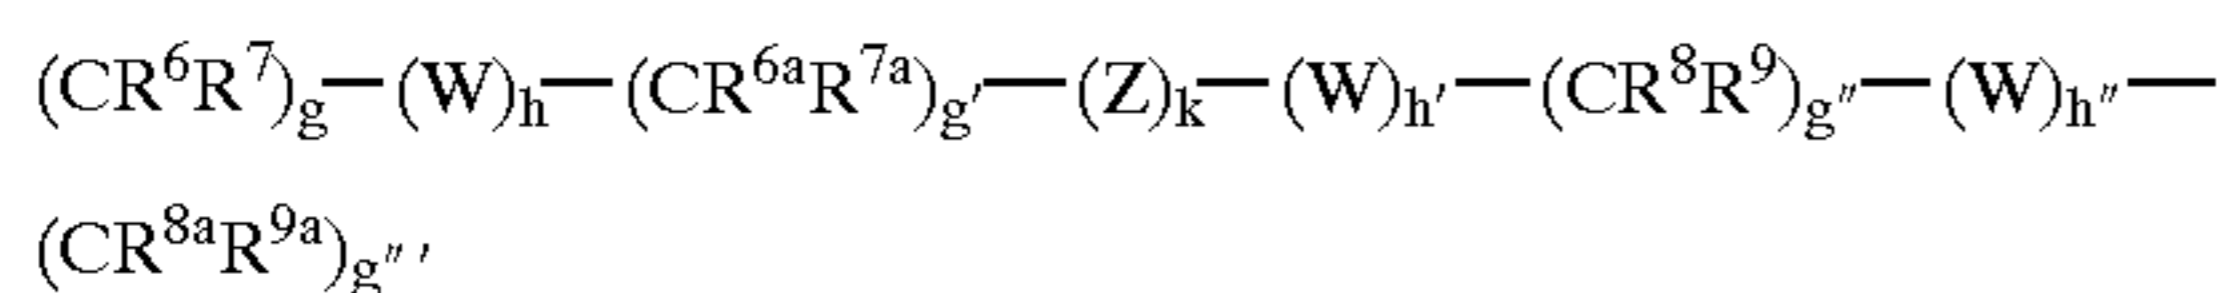 (CR⁶R⁷)g—(W)h—(CR⁶ᵃR⁷ᵃ)g′—(Z)k—(W)h′—(CR⁸R⁹)g″—(W)h″—
(CR⁸ᵃR⁹ᵃ)g″′